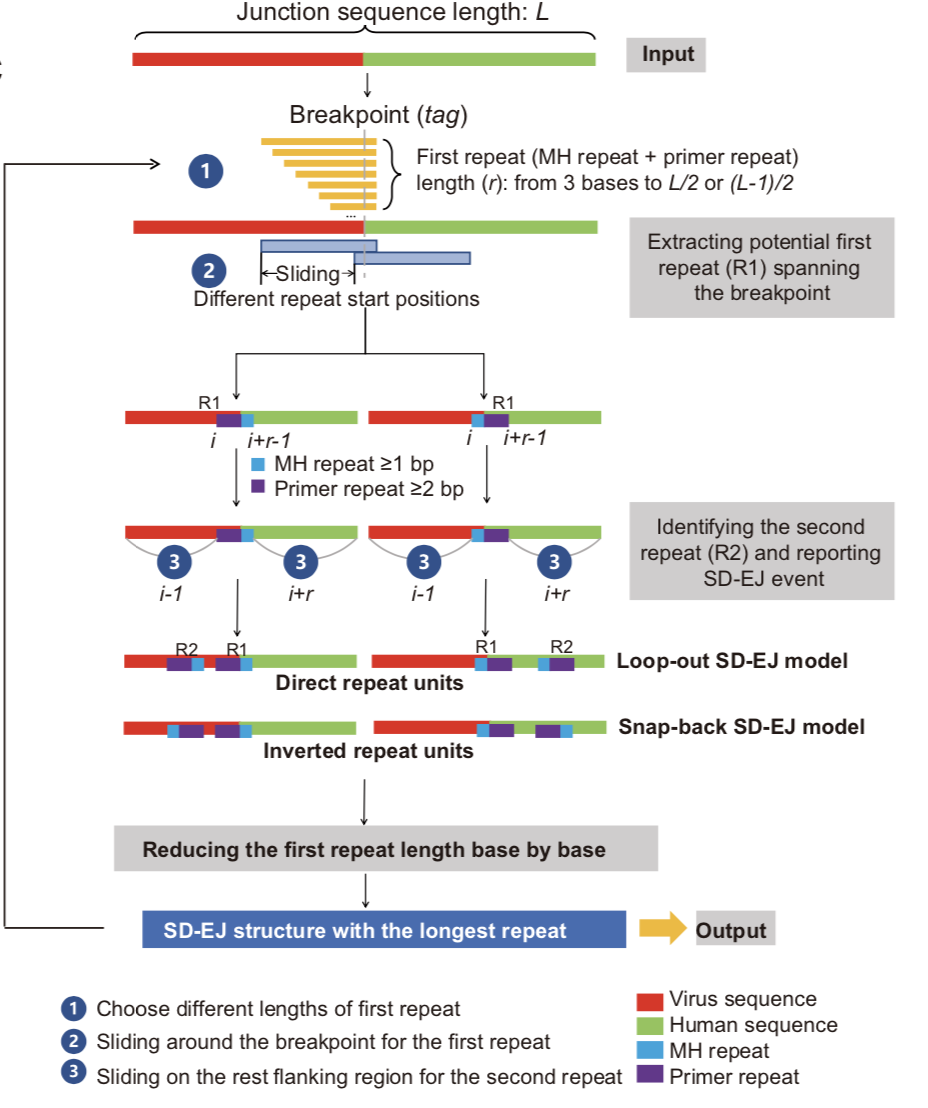 Junction sequence length: L
Input
Breakpoint (tag)
1
First repeat (MH repeat + primer repeat)
length (r): from 3 bases to L/2 or (L-1)/2
...
Extracting potential first
repeat (R1) spanning
the breakpoint
2
Sliding
Different repeat start positions
R1
R1
i
i+r-1
i
i+r-1
MH repeat ≥1 bp
Primer repeat ≥2 bp
Identifying the second
repeat (R2) and reporting
SD-EJ event
3
3
3
3
i-1
i+r
i-1
i+r
R2
R1
R1
R2
Loop-out SD-EJ model
Direct repeat units
Snap-back SD-EJ model
Inverted repeat units
Reducing the first repeat length base by base
SD-EJ structure with the longest repeat
Output
1 Choose different lengths of first repeat
2 Sliding around the breakpoint for the first repeat
3 Sliding on the rest flanking region for the second repeat
Virus sequence
Human sequence
MH repeat
Primer repeat